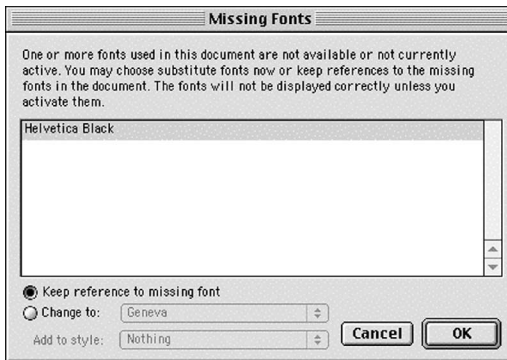 Missing Fonts
One or more fonts used in this document are not available or not currently
active. You may choose substitute fonts now or keep references to the missing
fonts in the document. The fonts will not be displayed correctly unless you
activate them.
Helvetica Black
Keep reference to missing font
Change to: Geneva
Add to style: Nothing
Cancel OK